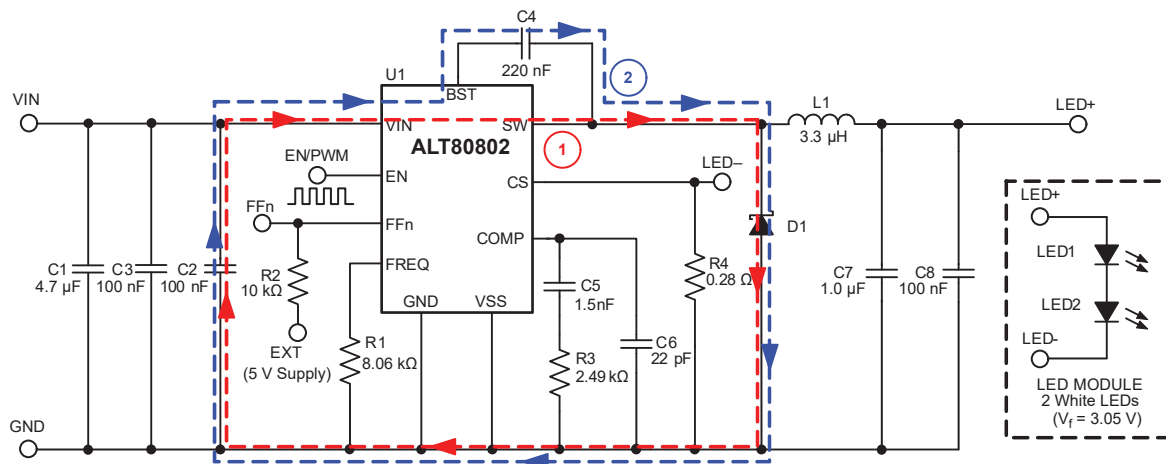 C4
220 nF
2
U1
BST
VIN
VIN
SW
L1
3.3 µH
LED+
ALT80802
1
EN/PWM
EN
CS
LED–
FFn
FFn
D1
COMP
R2
10 kΩ
FREQ
R4
0.28 Ω
C1
4.7 µF
C3
100 nF
C2
100 nF
C5
1.5nF
C7
1.0 µF
C8
100 nF
GND
VSS
EXT
(5 V Supply)
R1
8.06 kΩ
R3
2.49 kΩ
C6
22 pF
GND
LED+
LED1
LED2
LED-
LED MODULE
2 White LEDs
(Vf = 3.05 V)